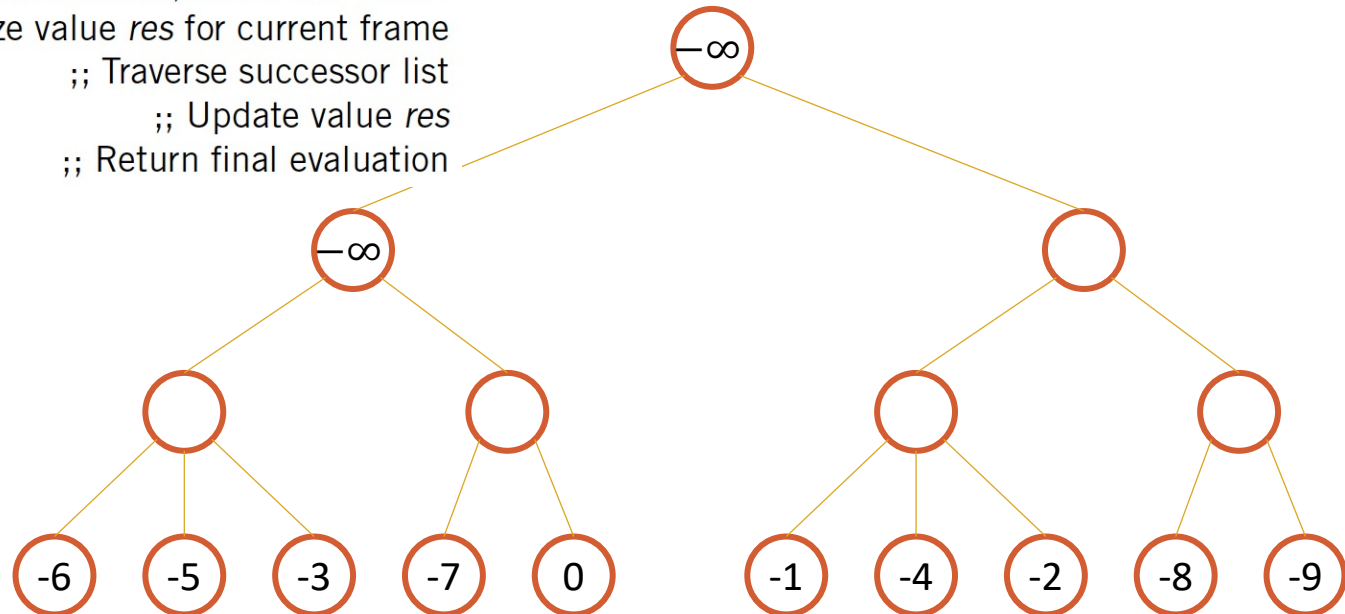 ze value res for current frame
;; Traverse successor list
;; Update value res
;; Return final evaluation
−∞
−∞
-6 -5 -3 -7 0 -1 -4 -2 -8 -9